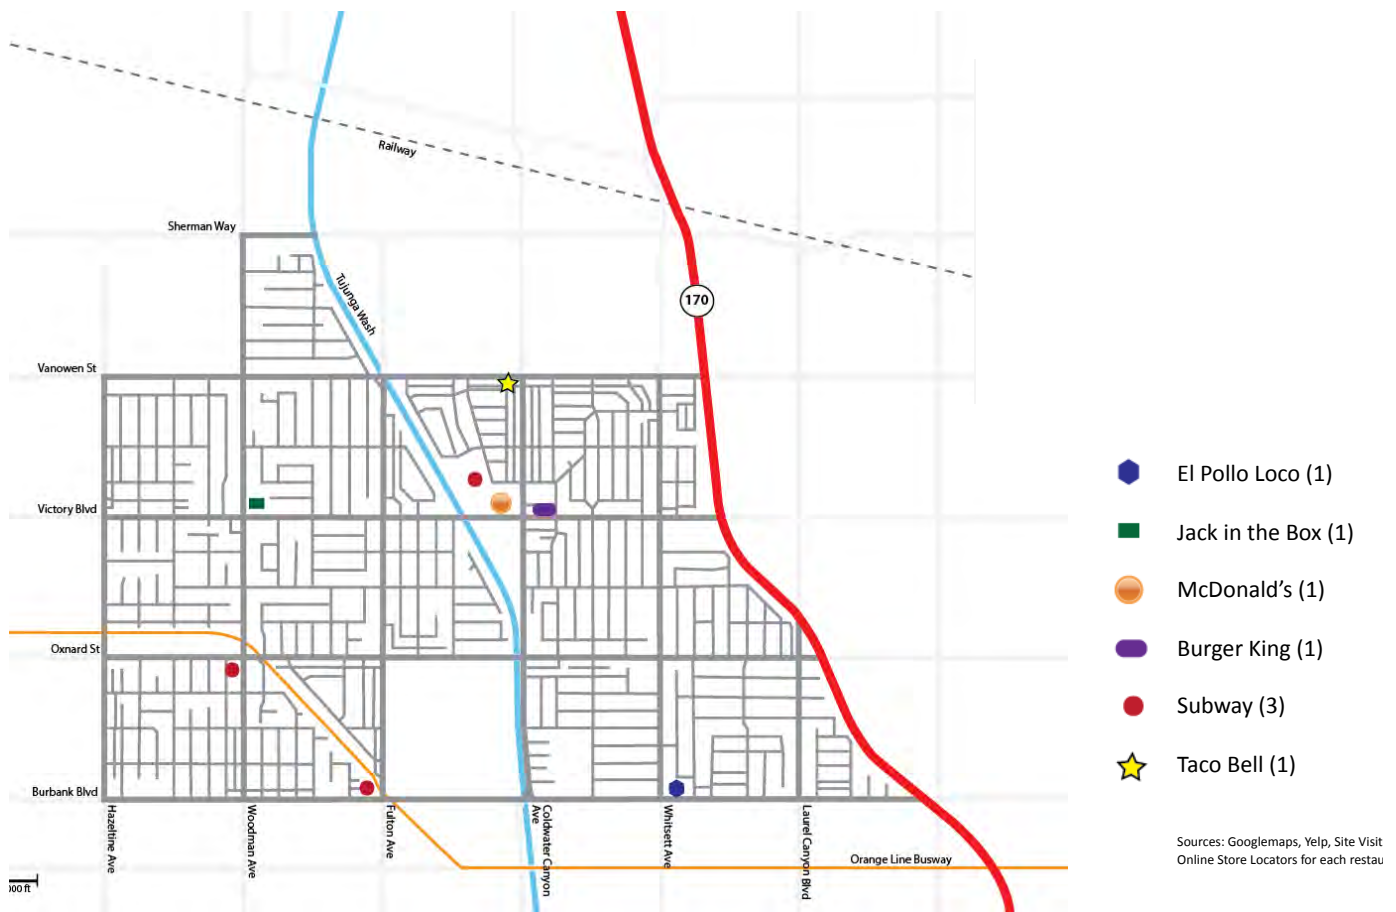 Railway
Sherman Way
Tujunga Wash
170
Vanowen St
Victory Blvd
Oxnard St
Burbank Blvd
Hazeltine Ave
Woodman Ave
Fulton Ave
Coldwater Canyon
Ave
Whitsett Ave
Laurel Canyon Blvd
Orange Line Busway
ft
El Pollo Loco (1)
Jack in the Box (1)
McDonald’s (1)
Burger King (1)
Subway (3)
Taco Bell (1)
Sources: Googlemaps, Yelp, Site Visit
Online Store Locators for each